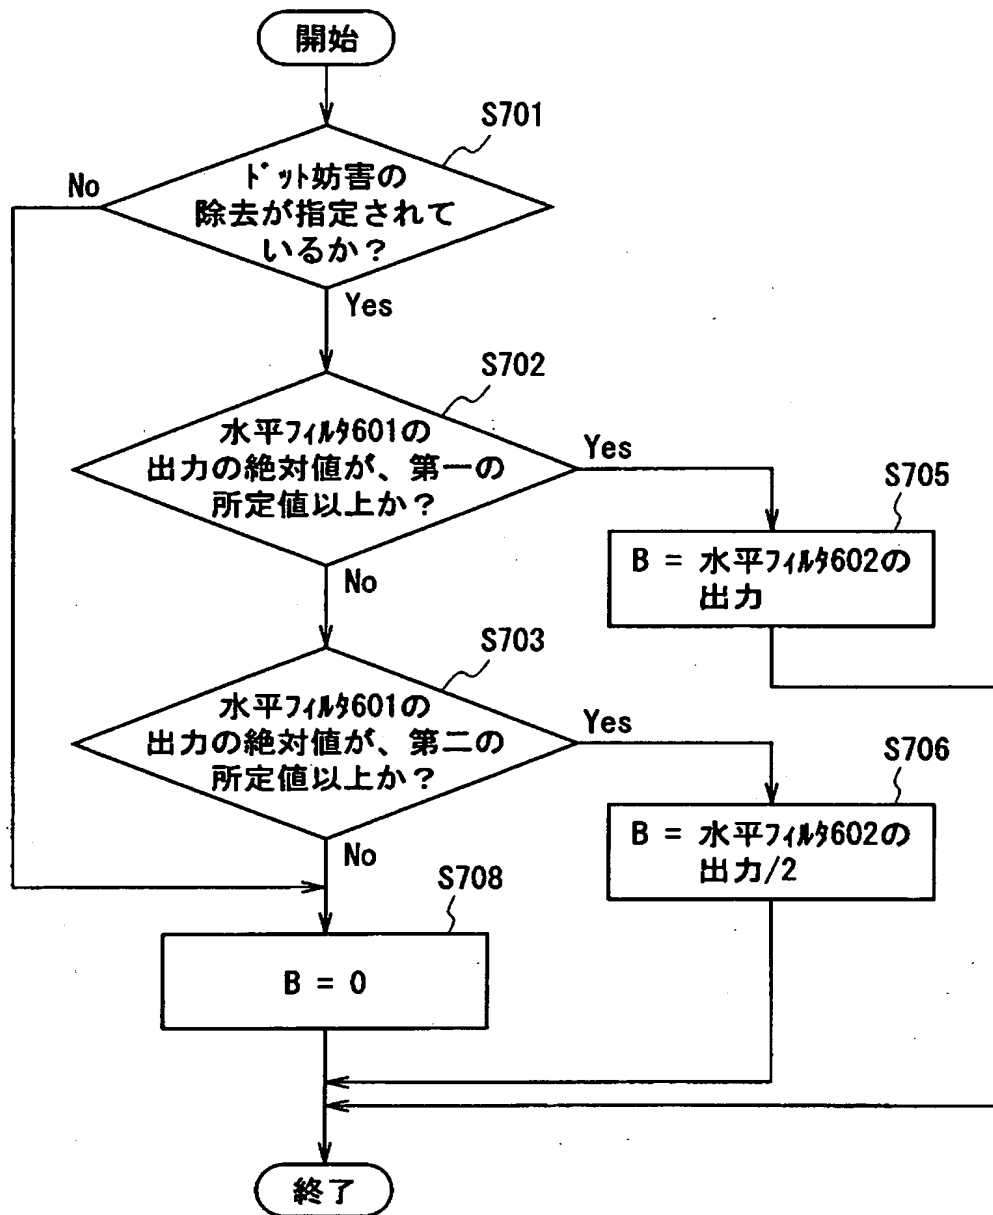 開始
S701
ﾄﾞｯﾄ妨害の
除去が指定されて
いるか？
No
Yes
S702
水平ﾌｨﾙﾀ601の
出力の絶対値が、第一の
所定値以上か？
Yes
No
S705
B = 水平ﾌｨﾙﾀ602の
出力
S703
水平ﾌｨﾙﾀ601の
出力の絶対値が、第二の
所定値以上か？
Yes
No
S706
B = 水平ﾌｨﾙﾀ602の
出力/2
S708
B = 0
終了